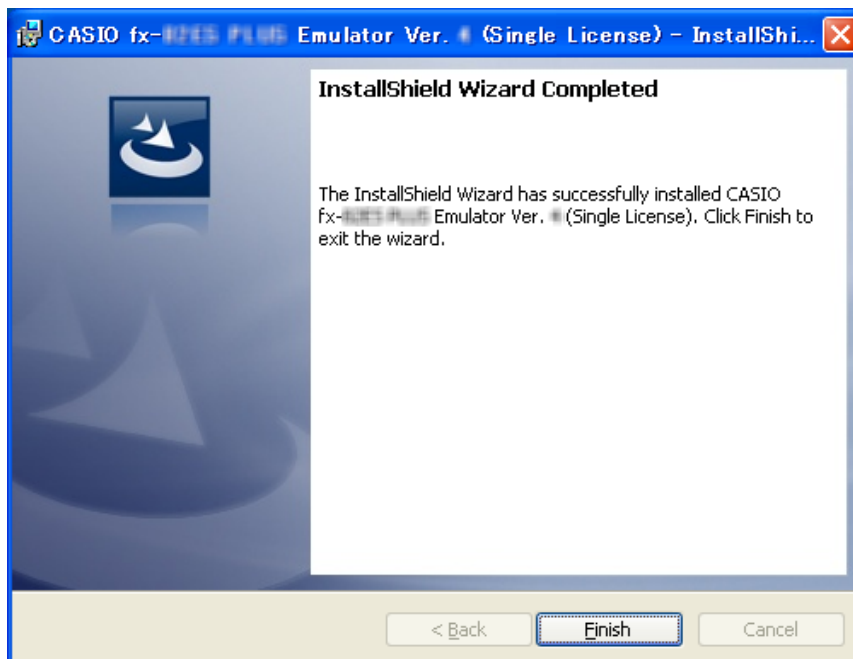 CASIO fx- Emulator Ver. (Single License) - InstallShi...
InstallShield Wizard Completed
The InstallShield Wizard has successfully installed CASIO
fx- Emulator Ver. (Single License). Click Finish to
exit the wizard.
< Back
Finish
Cancel